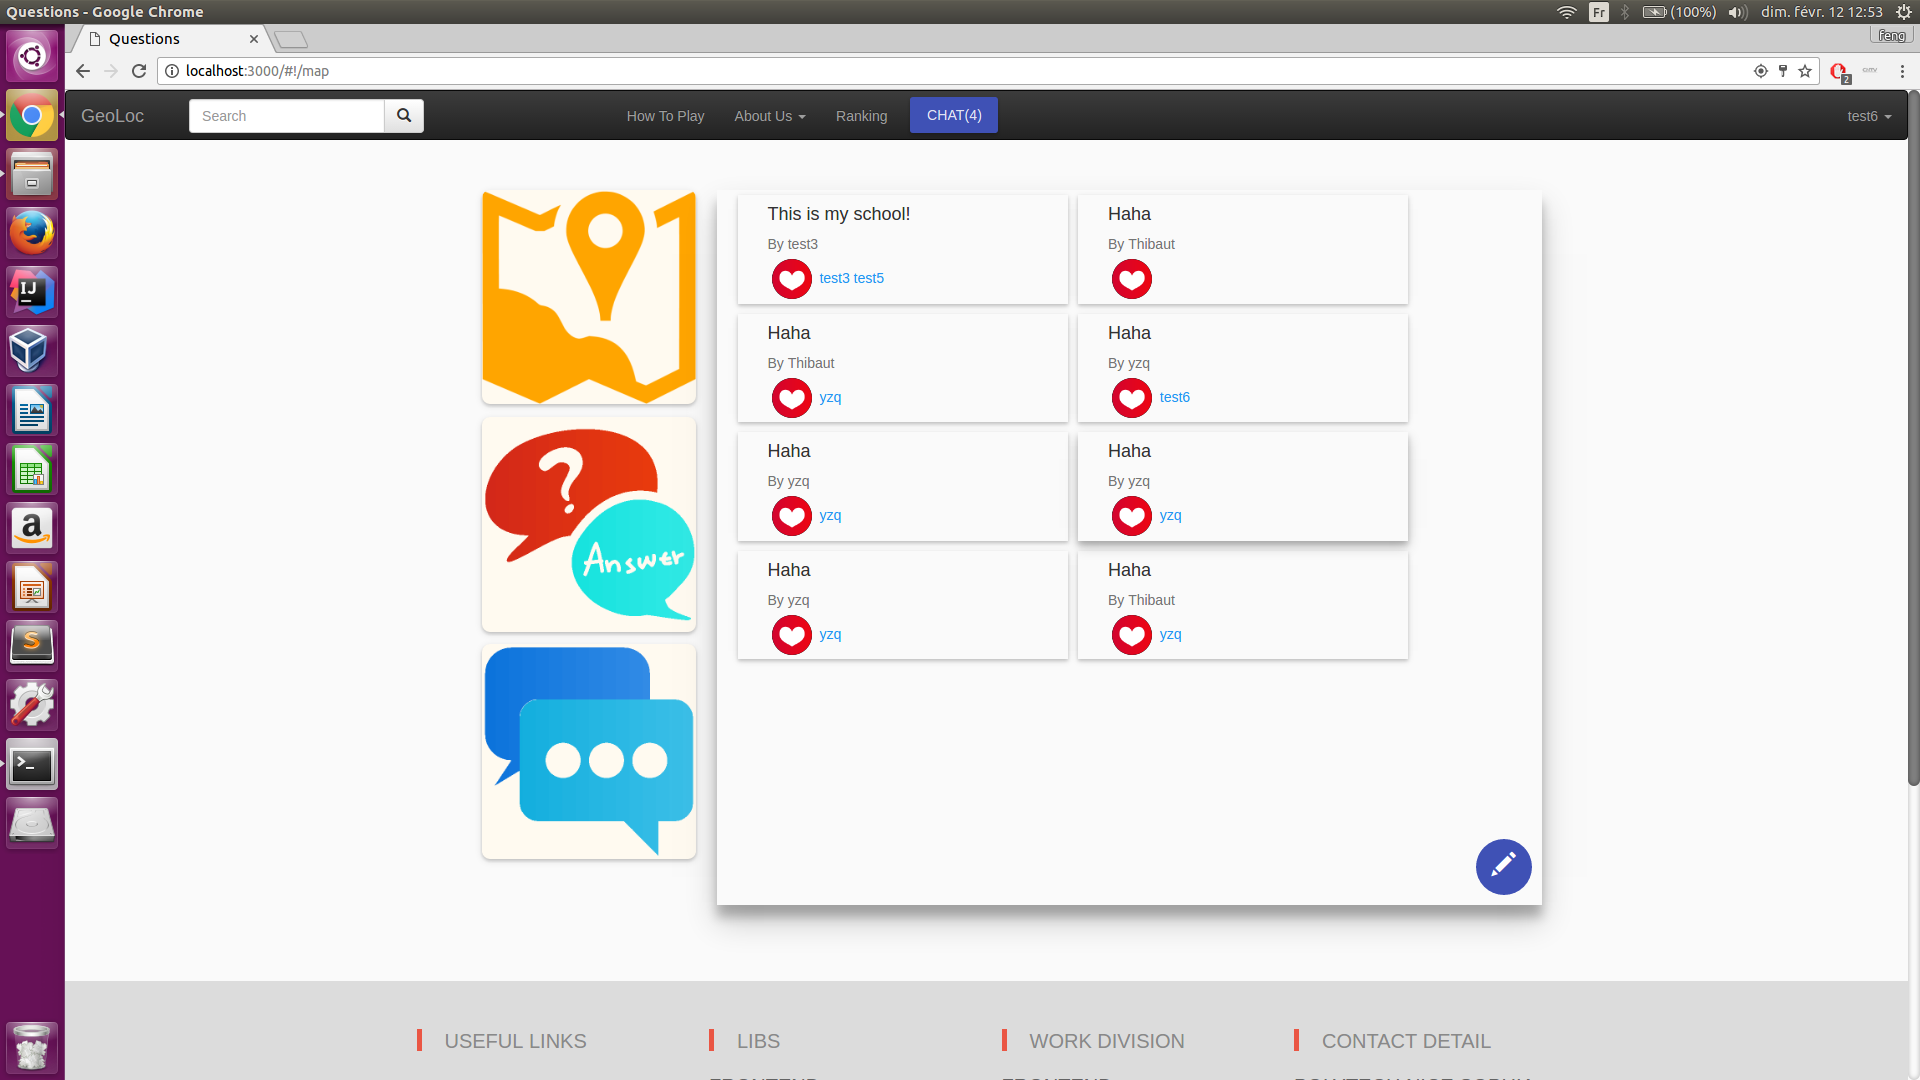 Questions - Google Chrome
Fr
(100%)
dim. févr. 12 12:53
Questions
feng
localhost:3000/#!/map
2
GeoLoc
Search
How To Play
About Us
Ranking
CHAT(4)
test6
This is my school!
By test3
test3 test5
Haha
By Thibaut
Haha
By Thibaut
yzq
Haha
By yzq
test6
Haha
By yzq
yzq
Haha
By yzq
yzq
Haha
By yzq
yzq
Haha
By Thibaut
yzq
?
Answer
IJ
a
S
>_
USEFUL LINKS
LIBS
WORK DIVISION
CONTACT DETAIL